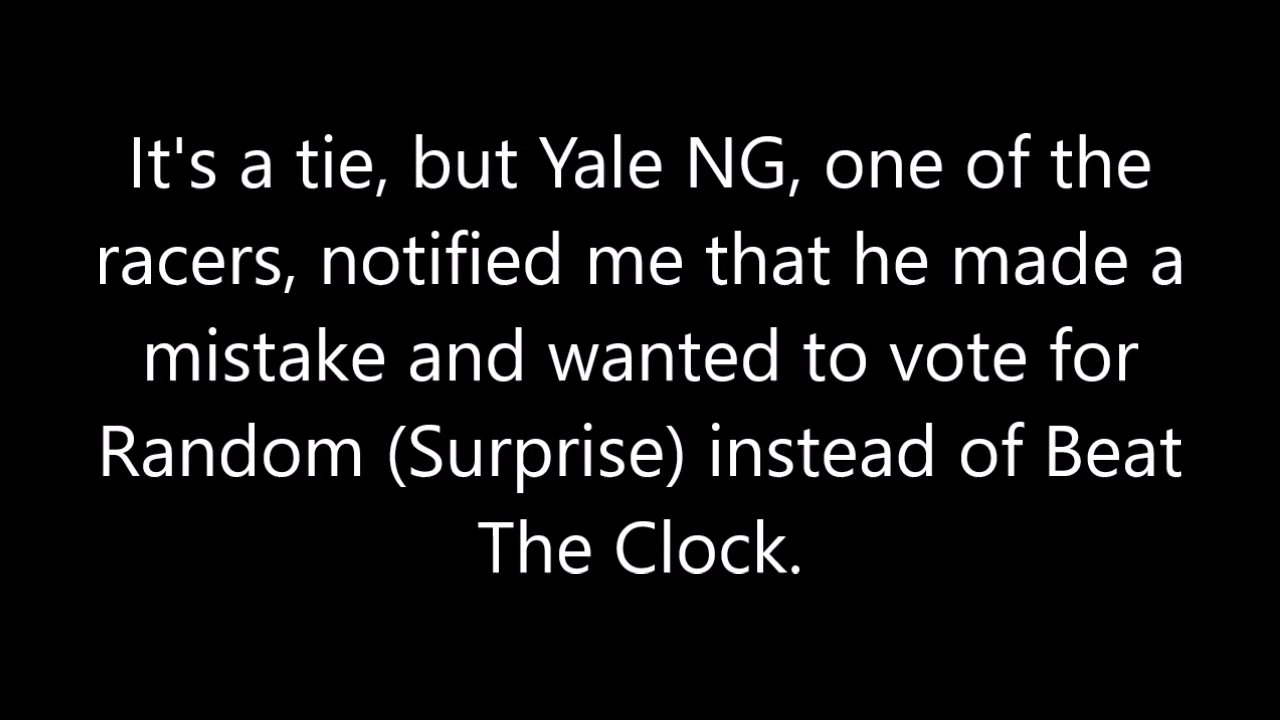 It's a tie, but Yale NG, one of the
racers, notified me that he made a
mistake and wanted to vote for
Random (Surprise) instead of Beat
The Clock.